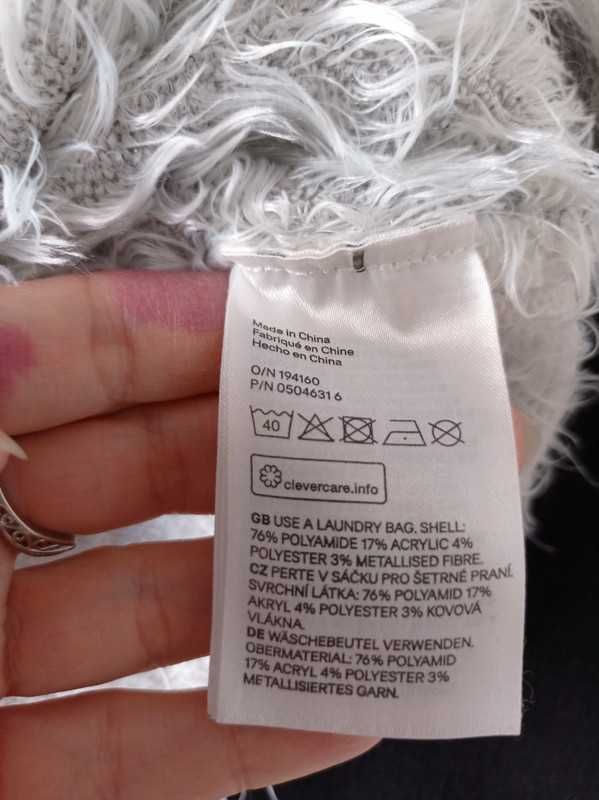 Made in China
Fabriqué en Chine
Hecho en China
O/N 194160
P/N 0504631 6
40
clevercare.info
GB USE A LAUNDRY BAG. SHELL:
76% POLYAMIDE 17% ACRYLIC 4%
POLYESTER 3% METALLISED FIBRE.
CZ PERTE V SÁČKU PRO ŠETRNÉ PRANÍ.
SVRCHNÍ LÁTKA: 76% POLYAMID 17%
AKRYL 4% POLYESTER 3% KOVOVÁ
VLÁKNA.
DE WÄSCHEBEUTEL VERWENDEN.
OBERMATERIAL: 76% POLYAMID
17% ACRYL 4% POLYESTER 3%
METALLISIERTES GARN.